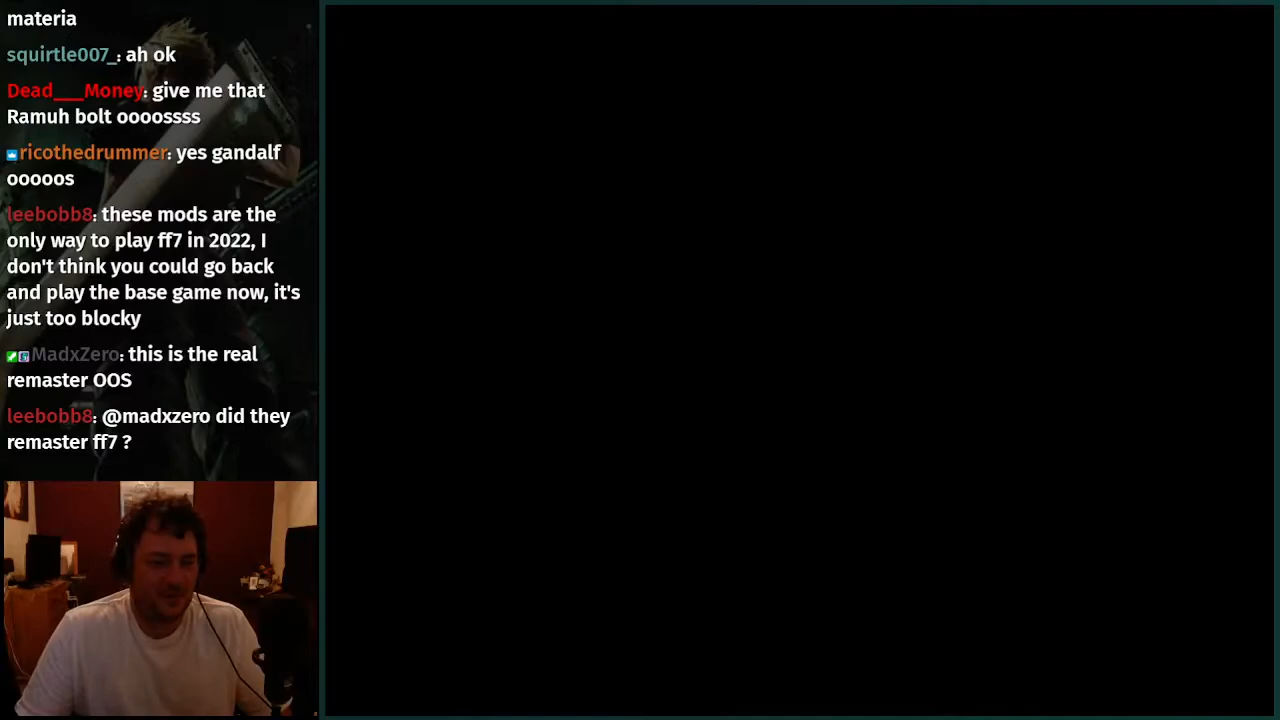 materia
squirtle007_: ah ok
Dead___Money: give me that
Ramuh bolt oooossss
ricothedrummer: yes gandalf
ooooos
leebobb8: these mods are the
only way to play ff7 in 2022, I
don't think you could go back
and play the base game now, it's
just too blocky
MadxZero: this is the real
remaster OOS
leebobb8: @madxzero did they
remaster ff7 ?